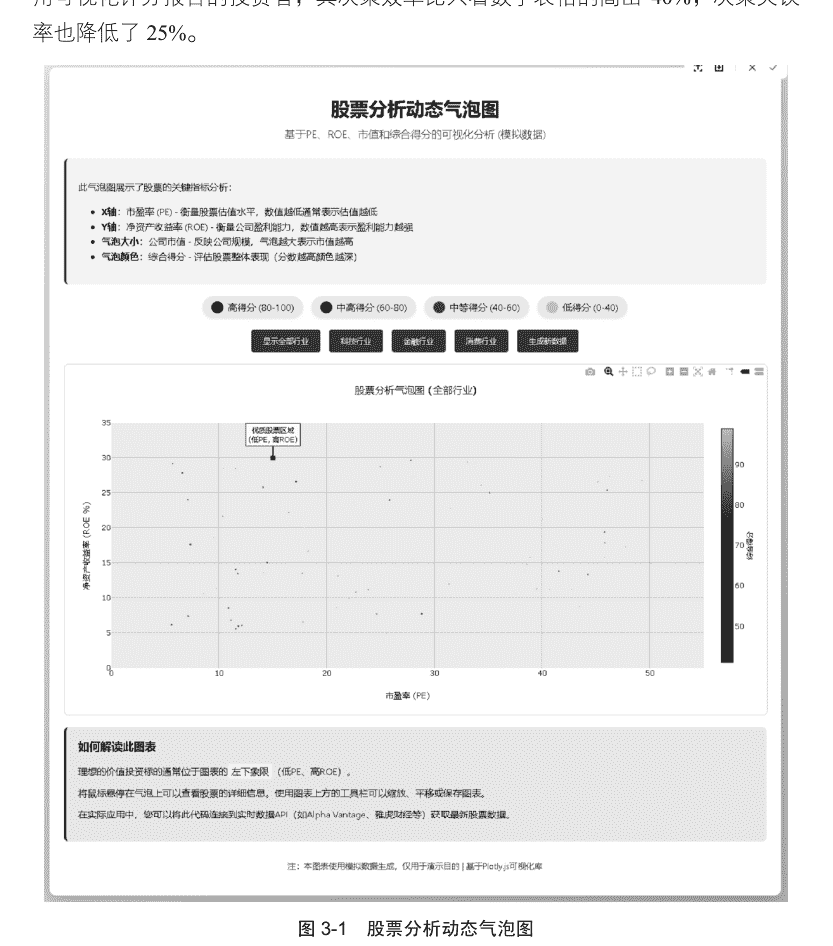 用可视化评分报告的投资者，其决策效率比只看数字表格的高出 40%，决策失误
率也降低了 25%。
股票分析动态气泡图
基于PE、ROE、市值和综合得分的可视化分析 (模拟数据)
此气泡图展示了股票的关键指标分析：
• X轴：市盈率 (PE) - 衡量股票估值水平，数值越低通常表示估值越低
• Y轴：净资产收益率 (ROE) - 衡量公司盈利能力，数值越高表示盈利能力越强
• 气泡大小：公司市值 - 反映公司规模，气泡越大表示市值越高
• 气泡颜色：综合得分 - 评估股票整体表现（分数越高颜色越深）
高得分 (80-100) 中高得分 (60-80) 中等得分 (40-60) 低得分 (0-40)
显示全部行业 科技行业 金融行业 消费行业 生成新数据
股票分析气泡图 (全部行业)
优质股票区域
(低PE, 高ROE)
净资产收益率 (ROE %)
35
30
25
20
15
10
5
0
0 10 20 30 40 50
市盈率 (PE)
90
80
70
60
50
综合得分
如何解读此图表
理想的价值投资标的通常位于图表的 左下象限 （低PE、高ROE）。
将鼠标悬停在气泡上可以查看股票的详细信息。使用图表上方的工具栏可以缩放、平移或保存图表。
在实际应用中，您可以将此代码连接到实时数据API（如Alpha Vantage、雅虎财经等）获取最新股票数据。
注：本图表使用模拟数据生成，仅用于演示目的 | 基于Plotly.js可视化库
图 3-1 股票分析动态气泡图